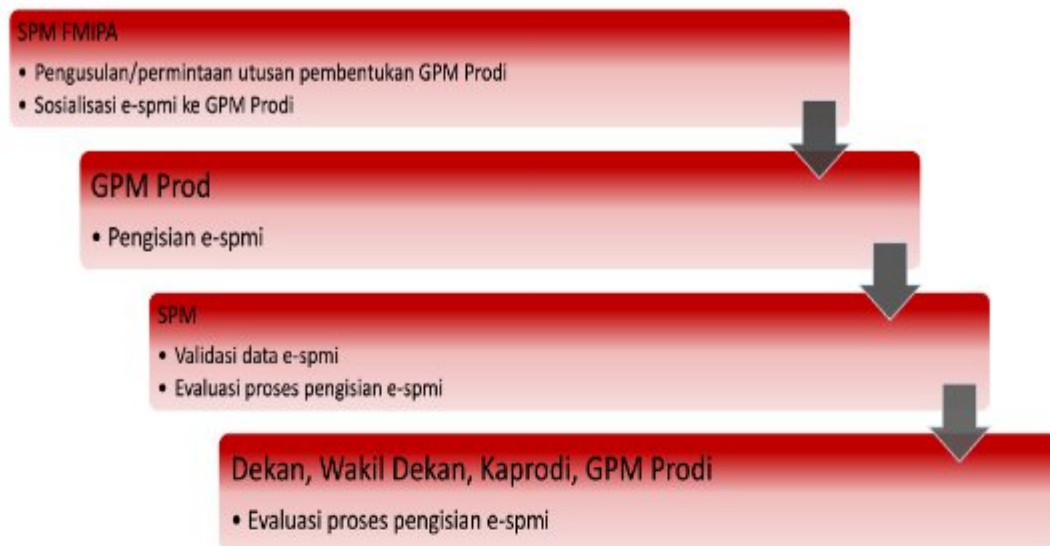 SPM FMIPA
• Pengusulan/permintaan utusan pembentukan GPM Prodi
• Sosialisasi e-spmi ke GPM Prodi
GPM Prod
• Pengisian e-spmi
SPM
• Validasi data e-spmi
• Evaluasi proses pengisian e-spmi
Dekan, Wakil Dekan, Kaprodi, GPM Prodi
• Evaluasi proses pengisian e-spmi